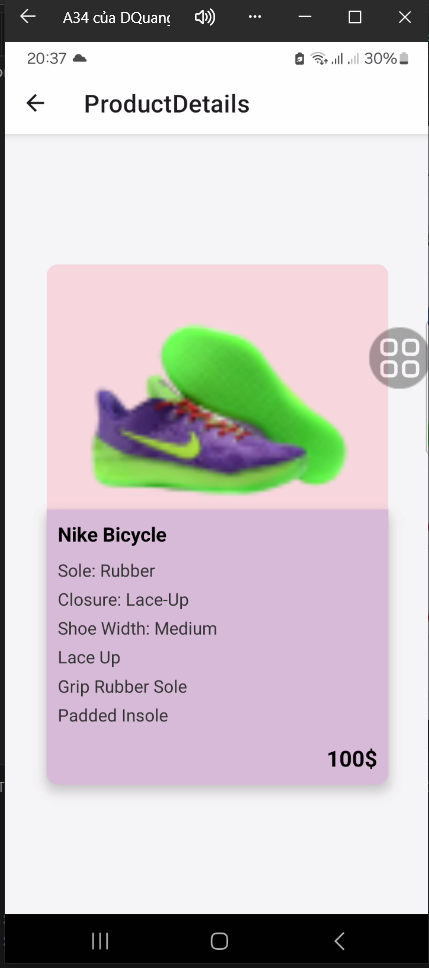 A34 của DQuang
20:37
30%
ProductDetails
Nike Bicycle
Sole: Rubber
Closure: Lace-Up
Shoe Width: Medium
Lace Up
Grip Rubber Sole
Padded Insole
100$